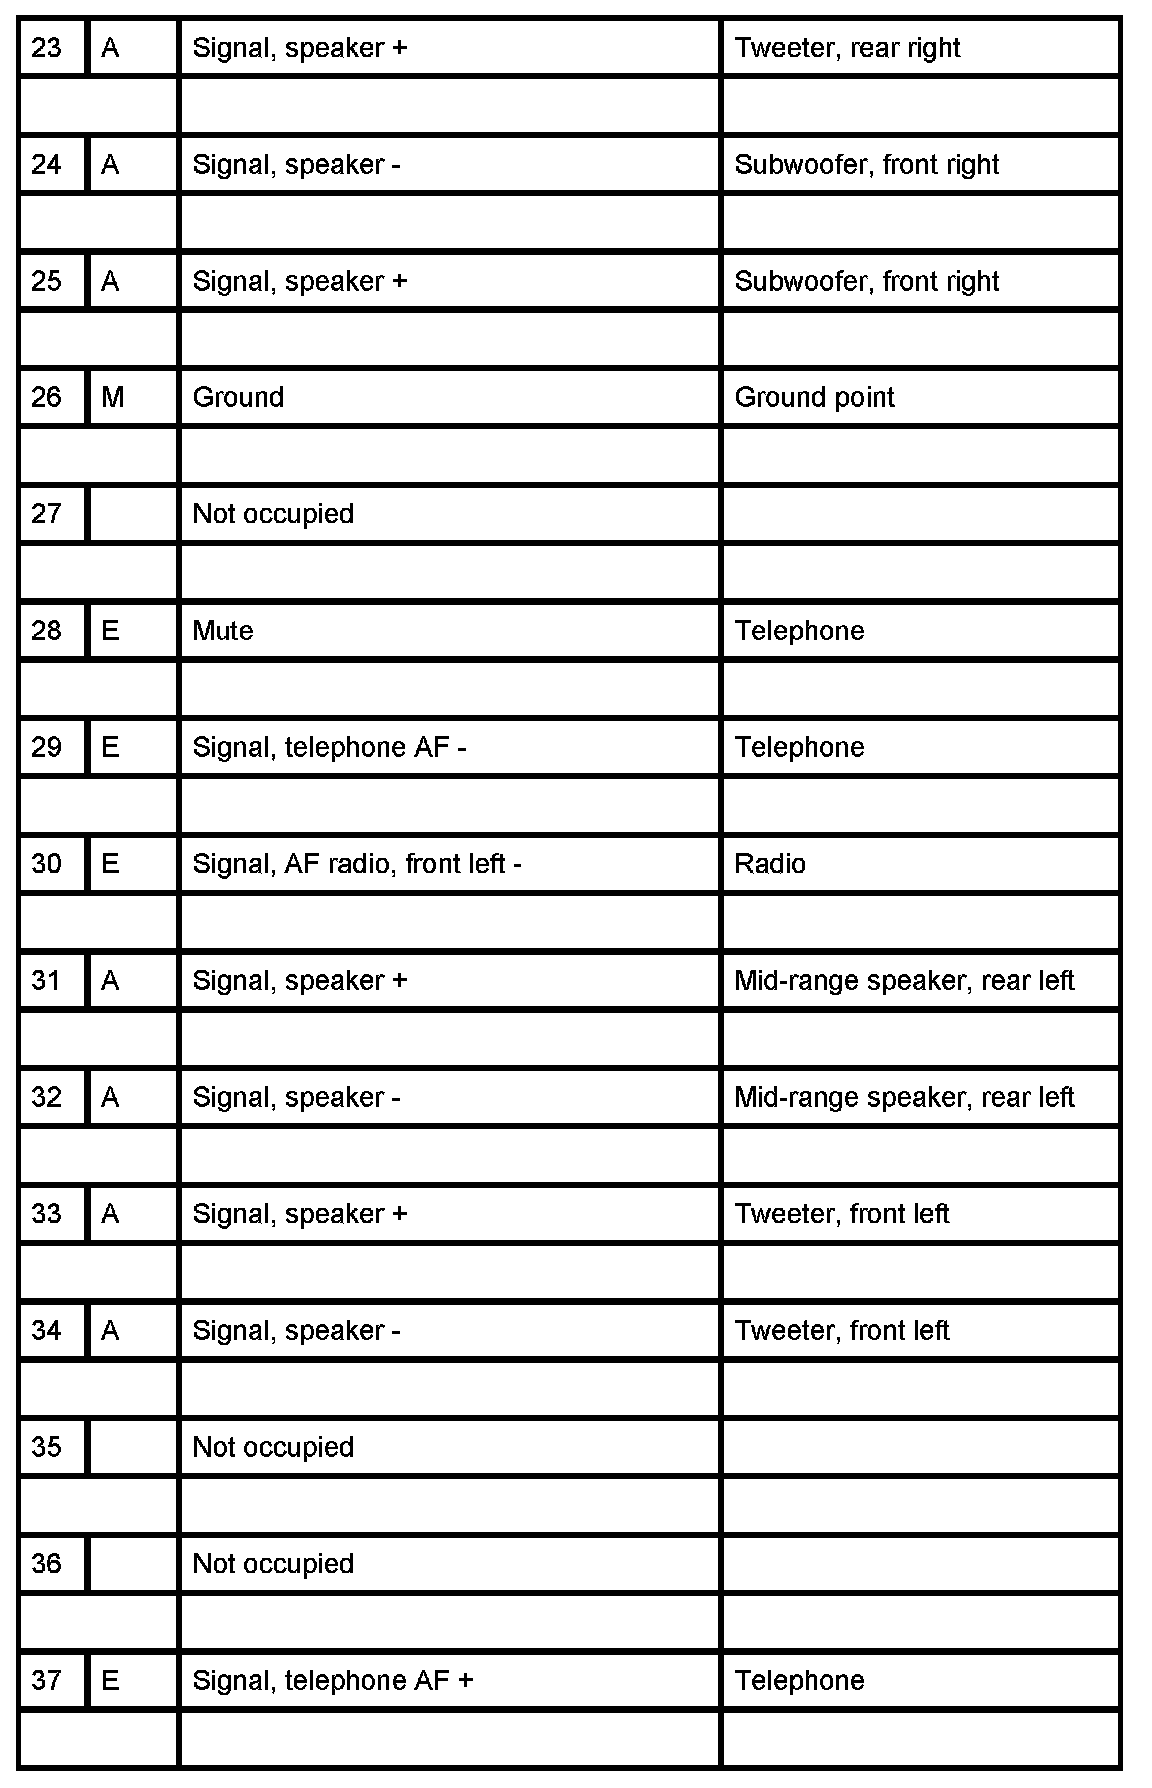 23 A Signal, speaker + Tweeter, rear right
24 A Signal, speaker - Subwoofer, front right
25 A Signal, speaker + Subwoofer, front right
26 M Ground Ground point
27 Not occupied
28 E Mute Telephone
29 E Signal, telephone AF - Telephone
30 E Signal, AF radio, front left - Radio
31 A Signal, speaker + Mid-range speaker, rear left
32 A Signal, speaker - Mid-range speaker, rear left
33 A Signal, speaker + Tweeter, front left
34 A Signal, speaker - Tweeter, front left
35 Not occupied
36 Not occupied
37 E Signal, telephone AF + Telephone